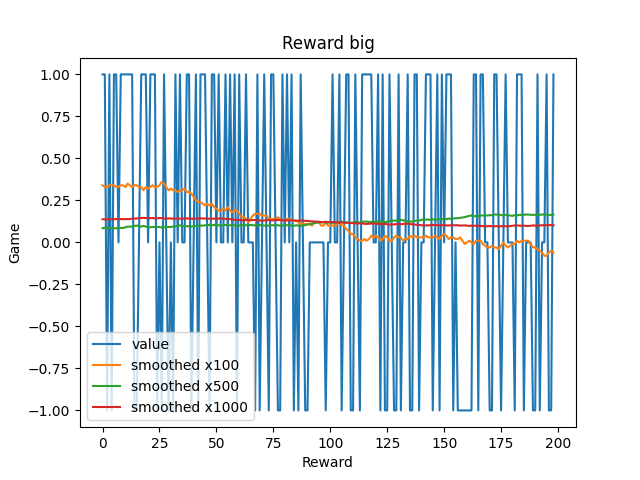 Reward big
1.00
0.75
0.50
0.25
0.00
−0.25
−0.50
−0.75
−1.00
Game
value
smoothed x100
smoothed x500
smoothed x1000
0 25 50 75 100 125 150 175 200
Reward